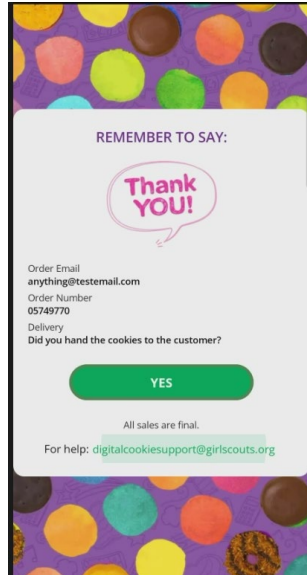 REMEMBER TO SAY:
Thank
YOU!
Order Email
anything@testemail.com
Order Number
05749770
Delivery
Did you hand the cookies to the customer?
YES
All sales are final.
For help: digitalcookiesupport@girlscouts.org